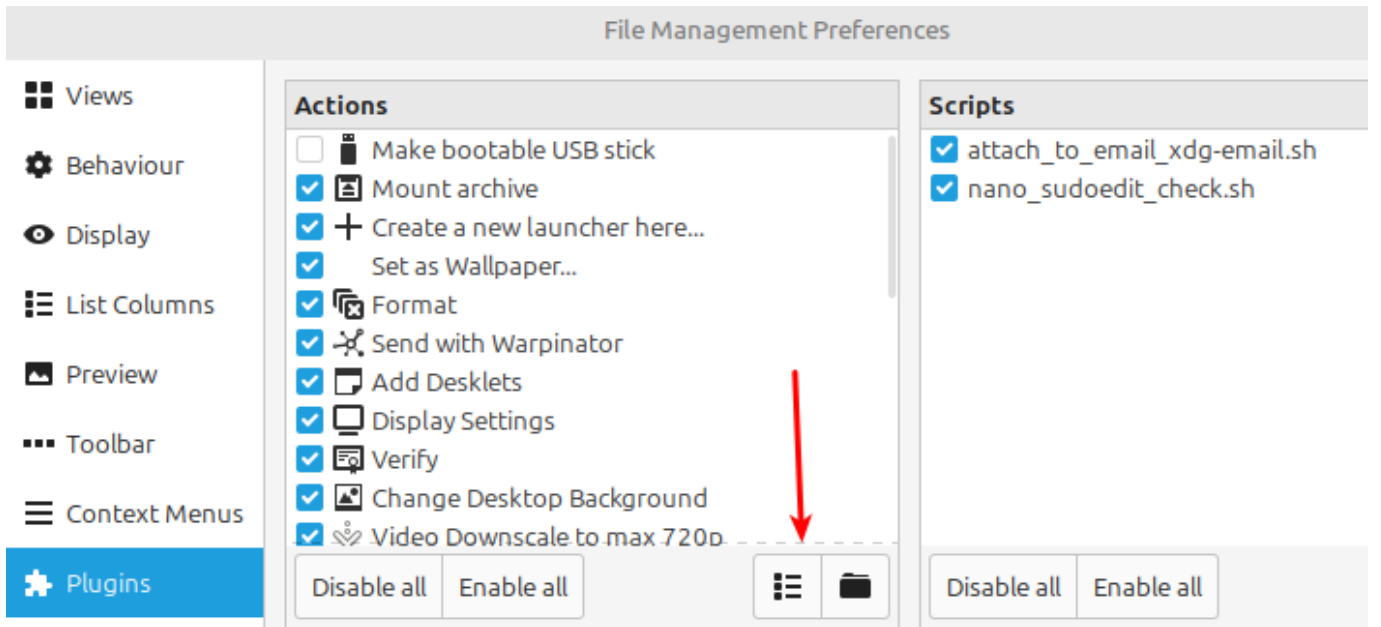 File Management Preferences
Views
Behaviour
Display
List Columns
Preview
Toolbar
Context Menus
Plugins
Actions
Make bootable USB stick
Mount archive
Create a new launcher here...
Set as Wallpaper...
Format
Send with Warpinator
Add Desklets
Display Settings
Verify
Change Desktop Background
Video Downscale to max 720p
Disable all
Enable all
Scripts
attach_to_email_xdg-email.sh
nano_sudoedit_check.sh
Disable all
Enable all